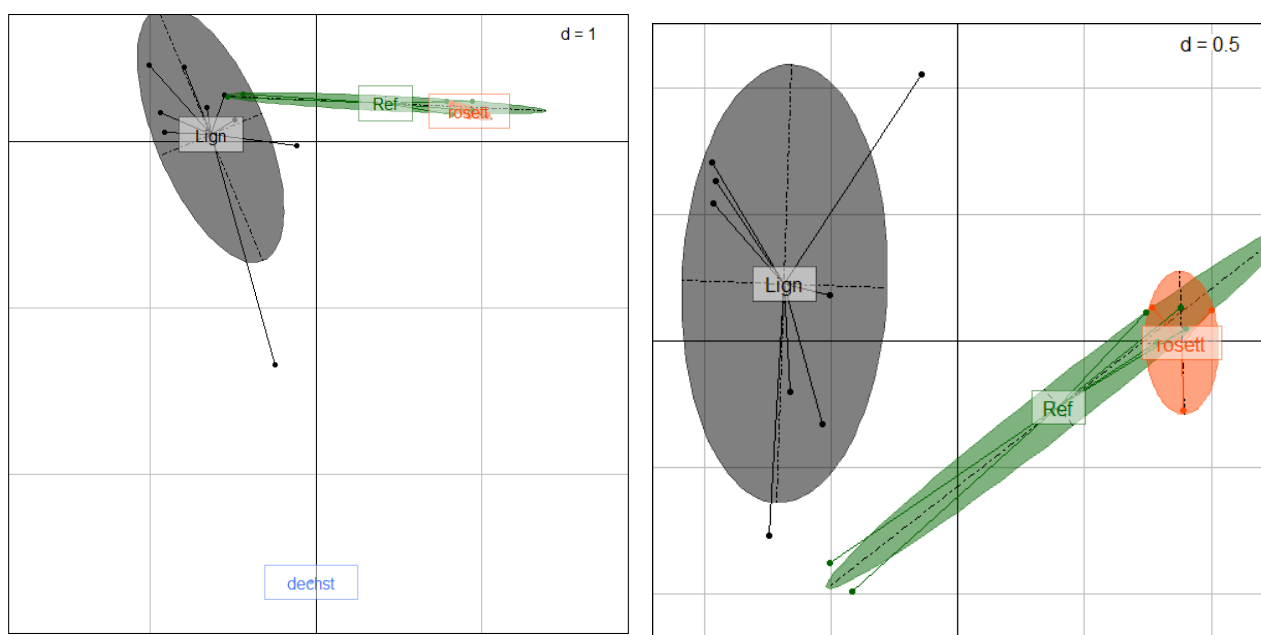 d = 1
Ref
rosett
Lign
dechst
d = 0.5
Lign
rosett
Ref